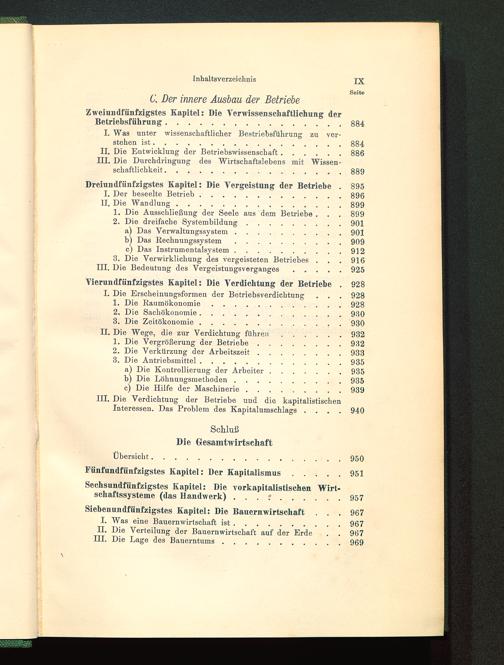 Inhaltsverzeichnis IX
Seite
C. Der innere Ausbau der Betriebe
Zweiundfünfzigstes Kapitel: Die Verwissenschaftlichung der
Betriebsführung . . . . . . . . . . . . . . . . 884
I. Was unter wissenschaftlicher Bestriebsführung zu ver-
stehen ist . . . . . . . . . . . . . . . . 884
II. Die Entwicklung der Betriebswissenschaft . . . . . . 886
III. Die Durchdringung des Wirtschaftslebens mit Wissen-
schaftlichkeit . . . . . . . . . . . . . . . 889
Dreiundfünfzigstes Kapitel: Die Vergeistung der Betriebe . 895
I. Der beseelte Betrieb . . . . . . . . . . . . 896
II. Die Wandlung . . . . . . . . . . . . . . 899
1. Die Ausschließung der Seele aus dem Betriebe . . . 899
2. Die dreifache Systembildung . . . . . . . . . 901
a) Das Verwaltungssystem . . . . . . . . . 901
b) Das Rechnungssystem . . . . . . . . . . 909
c) Das Instrumentalsystem . . . . . . . . . 912
3. Die Verwirklichung des vergeisteten Betriebes . . . 916
III. Die Bedeutung des Vergeistungsverganges . . . . . 925
Vierundfünfzigstes Kapitel: Die Verdichtung der Betriebe . 928
I. Die Erscheinungsformen der Betriebsverdichtung . . . 928
1. Die Raumökonomie . . . . . . . . . . . 928
2. Die Sachökonomie . . . . . . . . . . . . 930
3. Die Zeitökonomie . . . . . . . . . . . . 930
II. Die Wege, die zur Verdichtung führen . . . . . . 932
1. Die Vergrößerung der Betriebe . . . . . . . . 932
2. Die Verkürzung der Arbeitszeit . . . . . . . . 933
3. Die Antriebsmittel . . . . . . . . . . . . 935
a) Die Kontrollierung der Arbeiter . . . . . . . 935
b) Die Löhnungsmethoden . . . . . . . . . . 935
c) Die Hilfe der Maschinerie . . . . . . . . . 939
III. Die Verdichtung der Betriebe und die kapitalistischen
Interessen. Das Problem des Kapitalumschlags . . . . 940
Schluß
Die Gesamtwirtschaft
Übersicht . . . . . . . . . . . . . . . . 950
Fünfundfünfzigstes Kapitel: Der Kapitalismus . . . . . 951
Sechsundfünfzigstes Kapitel: Die vorkapitalistischen Wirt-
schaftssysteme (das Handwerk) . . . . . . . . . 957
Siebenundfünfzigstes Kapitel: Die Bauernwirtschaft . . . 967
I. Was eine Bauernwirtschaft ist . . . . . . . . . 967
II. Die Verteilung der Bauernwirtschaft auf der Erde . . . 967
III. Die Lage des Bauerntums . . . . . . . . . . . 969